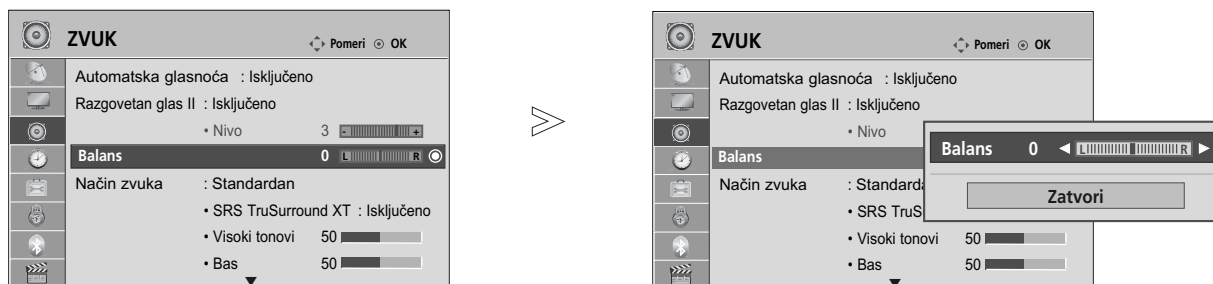 ZVUK
Pomeri OK
Automatska glasnoća : Isključeno
Razgovetan glas II : Isključeno
• Nivo 3 - +
Balans 0 L R
Način zvuka : Standardan
• SRS TruSurround XT : Isključeno
• Visoki tonovi 50
• Bas 50
ZVUK
Pomeri OK
Automatska glasnoća : Isključeno
Razgovetan glas II : Isključeno
• Nivo
Balans
Balans 0 L R
Zatvori
Način zvuka : Standarda
• SRS TruS
• Visoki tonovi 50
• Bas 50